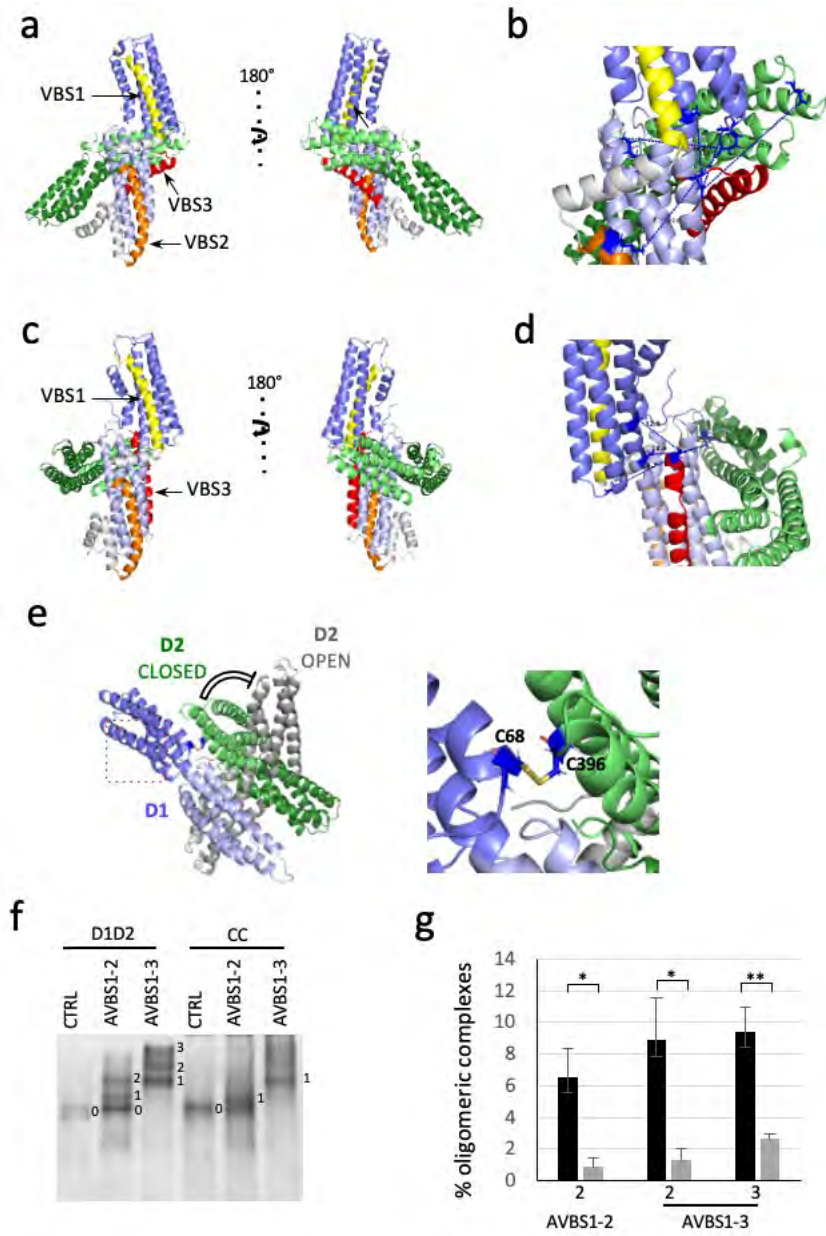 a
b
VBS1
180°
VBS3
VBS2
c
d
VBS1
180°
VBS3
e
D2
CLOSED
D2
OPEN
D1
C68
C396
f
g
D1D2
CC
CTRL
AVBS1-2
AVBS1-3
CTRL
AVBS1-2
AVBS1-3
3
2
1
2
1
0
0
0
1
1
% oligomeric complexes
14
12
10
8
6
4
2
0
*
*
**
2
2
3
AVBS1-2
AVBS1-3